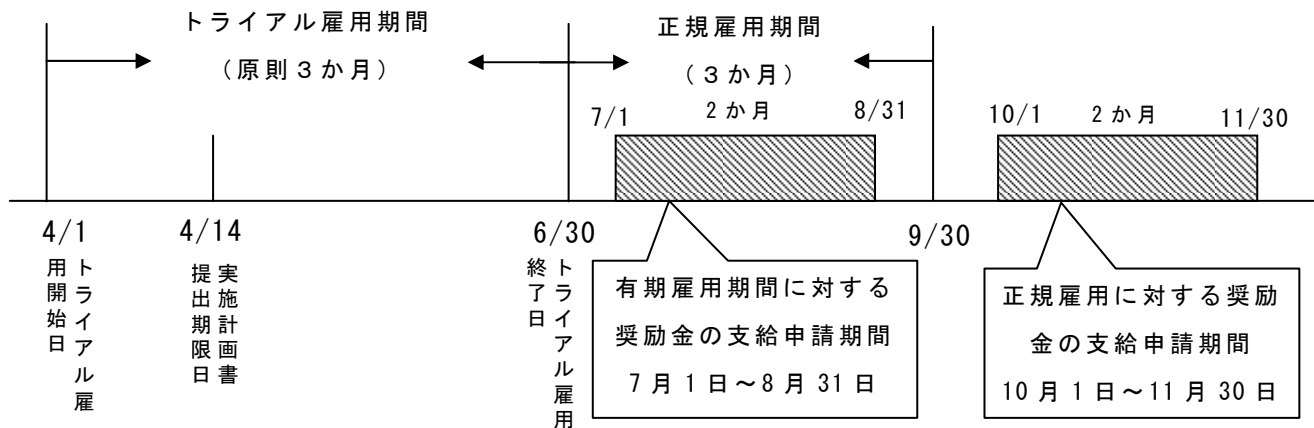 トライアル雇用期間
（原則３か月）
正規雇用期間
（３か月）
7/1
2か月
8/31
10/1
2か月
11/30
4/1
4/14
6/30
9/30
トライアル雇
用開始日
実施計画書
提出期限日
トライアル雇用
終了日
有期雇用期間に対する
奨励金の支給申請期間
7月1日～8月31日
正規雇用に対する奨励
金の支給申請期間
10月1日～11月30日